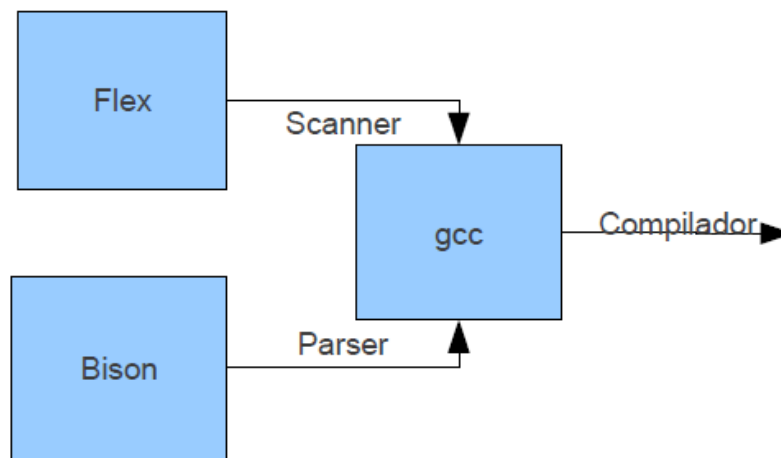 Flex
Scanner
gcc
Compilador
Parser
Bison